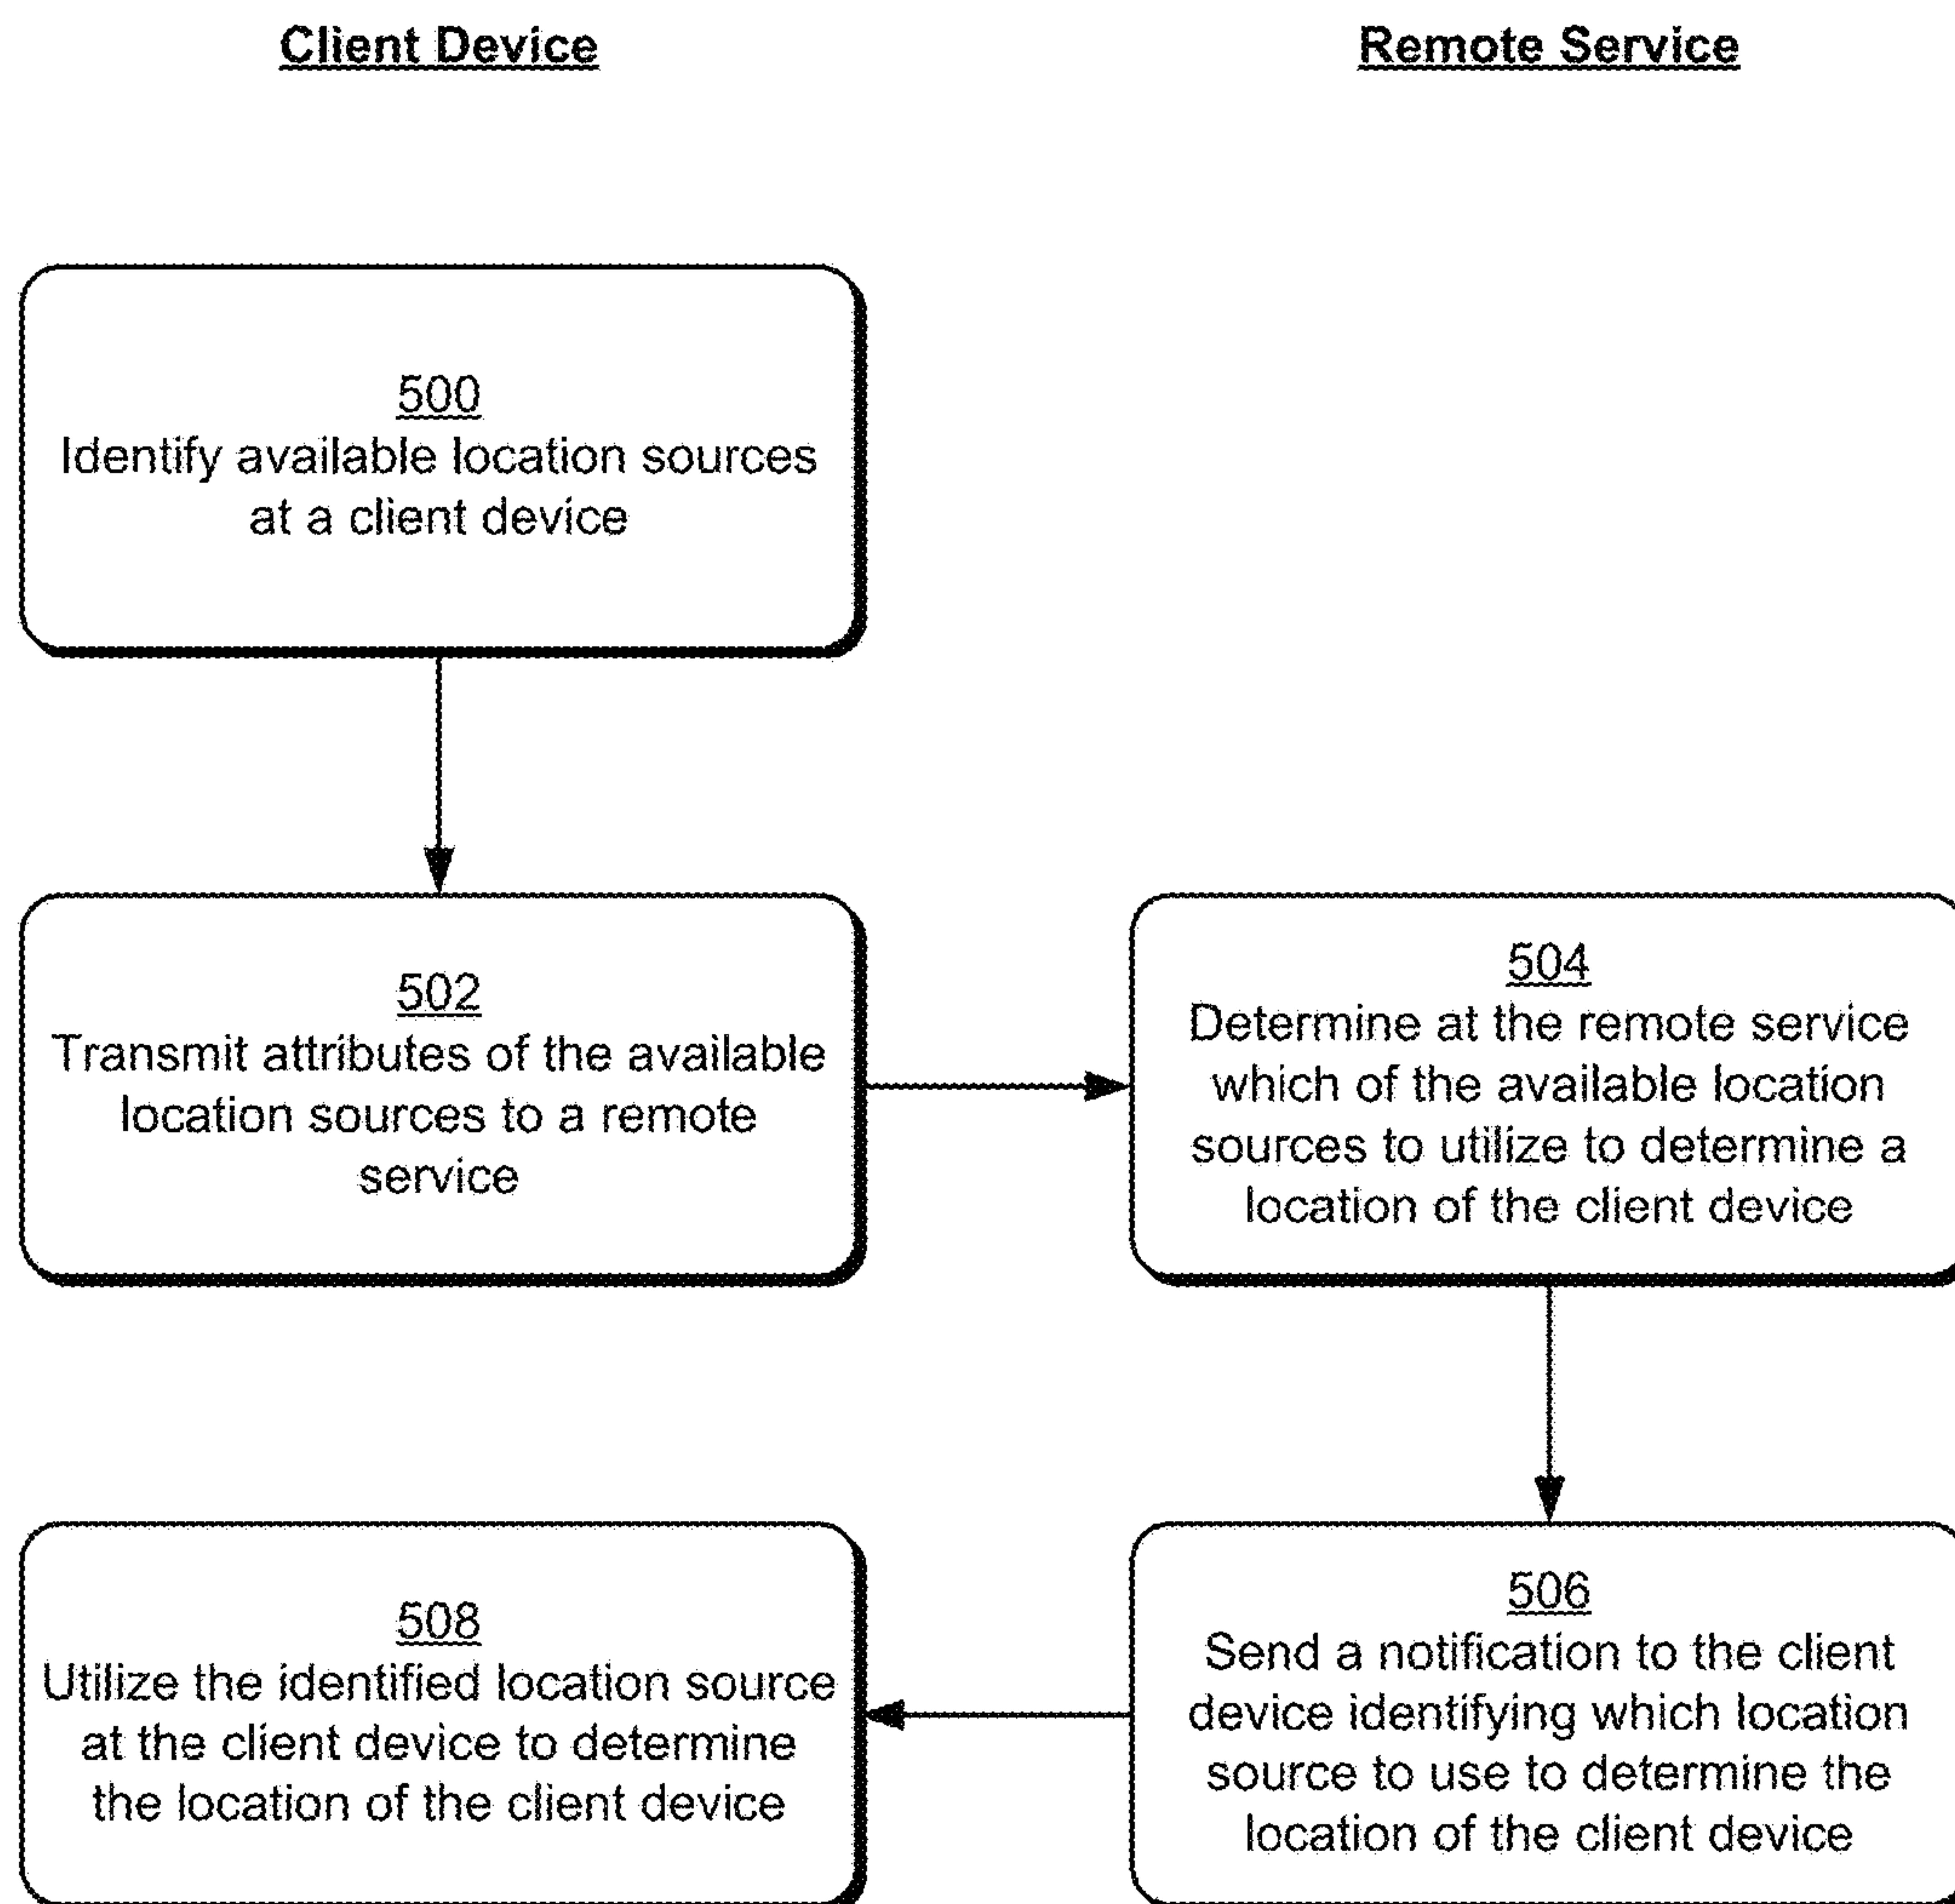 Client Device
Remote Service
500
Identify available location sources
at a client device
502
Transmit attributes of the available
location sources to a remote
service
504
Determine at the remote service
which of the available location
sources to utilize to determine a
location of the client device
506
Send a notification to the client
device identifying which location
source to use to determine the
location of the client device
508
Utilize the identified location source
at the client device to determine
the location of the client device